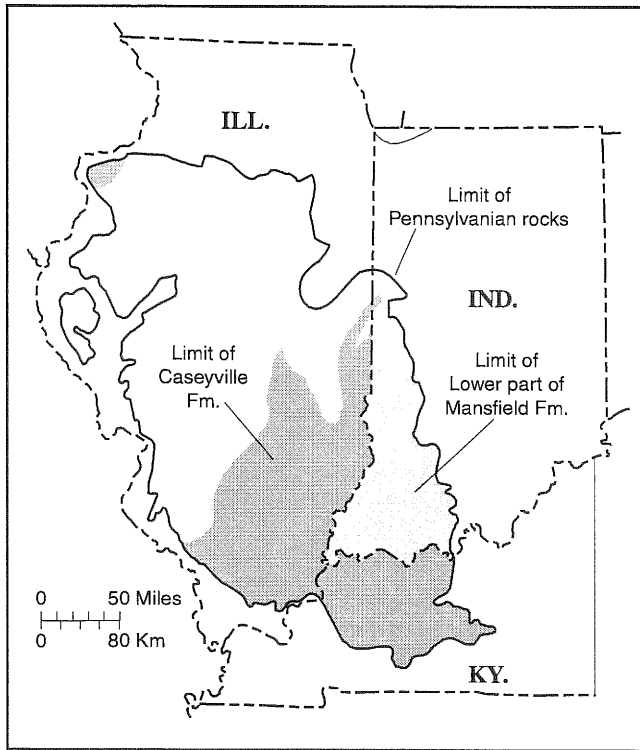 ILL.
Limit of
Pennsylvanian rocks
IND.
Limit of
Caseyville
Fm.
Limit of
Lower part of
Mansfield Fm.
0 50 Miles
0 80 Km
KY.